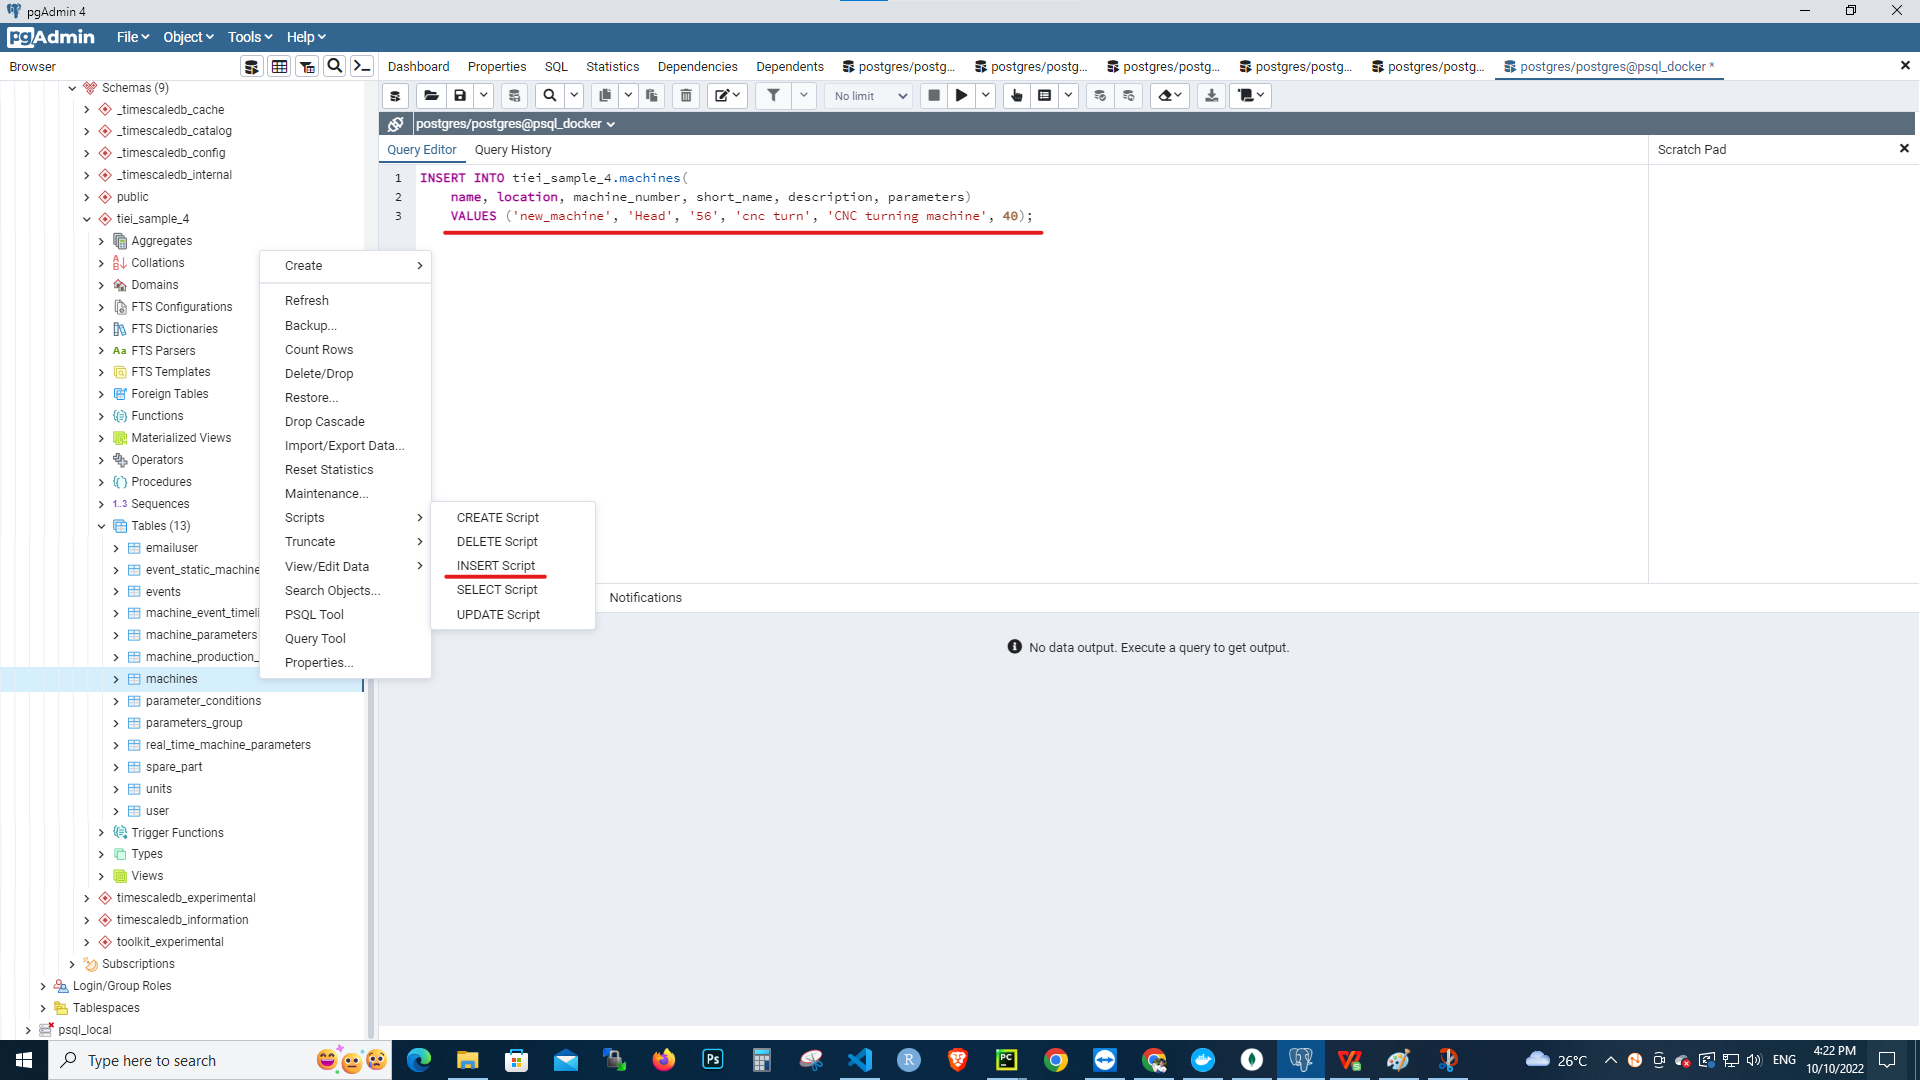 pgAdmin 4
pgAdmin File Object Tools Help
Browser
Dashboard Properties SQL Statistics Dependencies Dependents postgres/postg... postgres/postg... postgres/postg... postgres/postg... postgres/postg... postgres/postgres@psql_docker *
No limit
postgres/postgres@psql_docker
Query Editor Query History
Scratch Pad
1 INSERT INTO tiei_sample_4.machines(
2 name, location, machine_number, short_name, description, parameters)
3 VALUES ('new_machine', 'Head', '56', 'cnc turn', 'CNC turning machine', 40);
Schemas (9)
_timescaledb_cache
_timescaledb_catalog
_timescaledb_config
_timescaledb_internal
public
tiei_sample_4
Aggregates
Collations
Domains
FTS Configurations
FTS Dictionaries
Aa FTS Parsers
FTS Templates
Foreign Tables
Functions
Materialized Views
Operators
Procedures
1..3 Sequences
Tables (13)
emailuser
event_static_machine
events
machine_event_timeli
machine_parameters
machine_production_
machines
parameter_conditions
parameters_group
real_time_machine_parameters
spare_part
units
user
Trigger Functions
Types
Views
timescaledb_experimental
timescaledb_information
toolkit_experimental
Subscriptions
Login/Group Roles
Tablespaces
psql_local
Create
Refresh
Backup...
Count Rows
Delete/Drop
Restore...
Drop Cascade
Import/Export Data...
Reset Statistics
Maintenance...
Scripts
Truncate
View/Edit Data
Search Objects...
PSQL Tool
Query Tool
Properties...
CREATE Script
DELETE Script
INSERT Script
SELECT Script
UPDATE Script
Notifications
No data output. Execute a query to get output.
Type here to search
Ps
R
PC
26°C
ENG
4:22 PM
10/10/2022